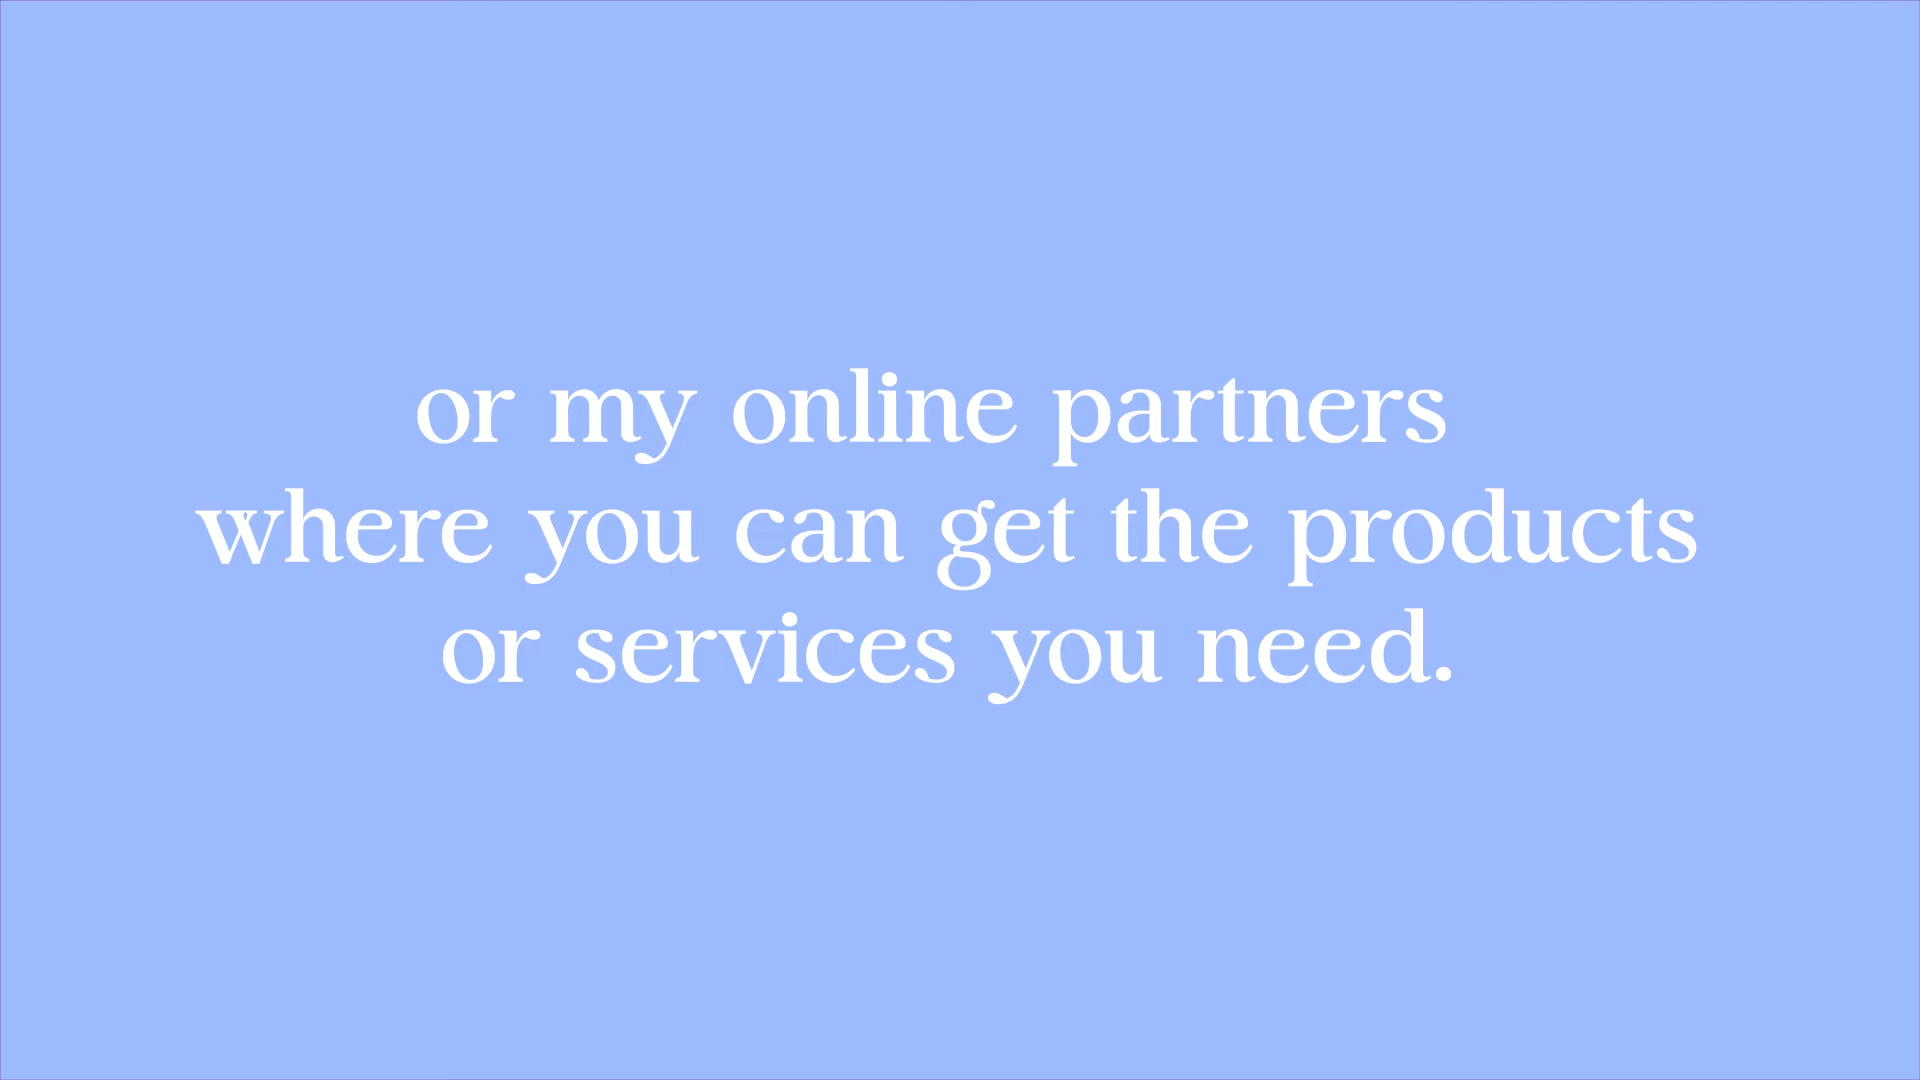 or my online partners
where you can get the products
or services you need.